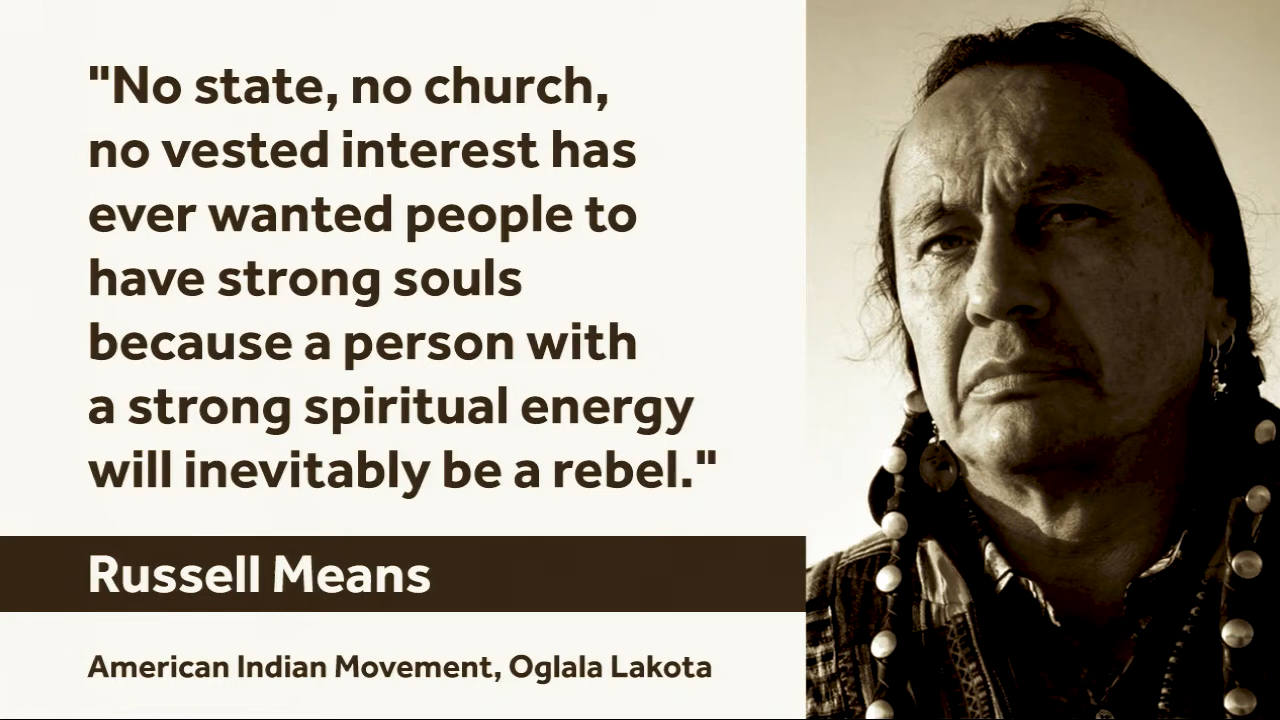 "No state, no church,
no vested interest has
ever wanted people to
have strong souls
because a person with
a strong spiritual energy
will inevitably be a rebel."
Russell Means
American Indian Movement, Oglala Lakota